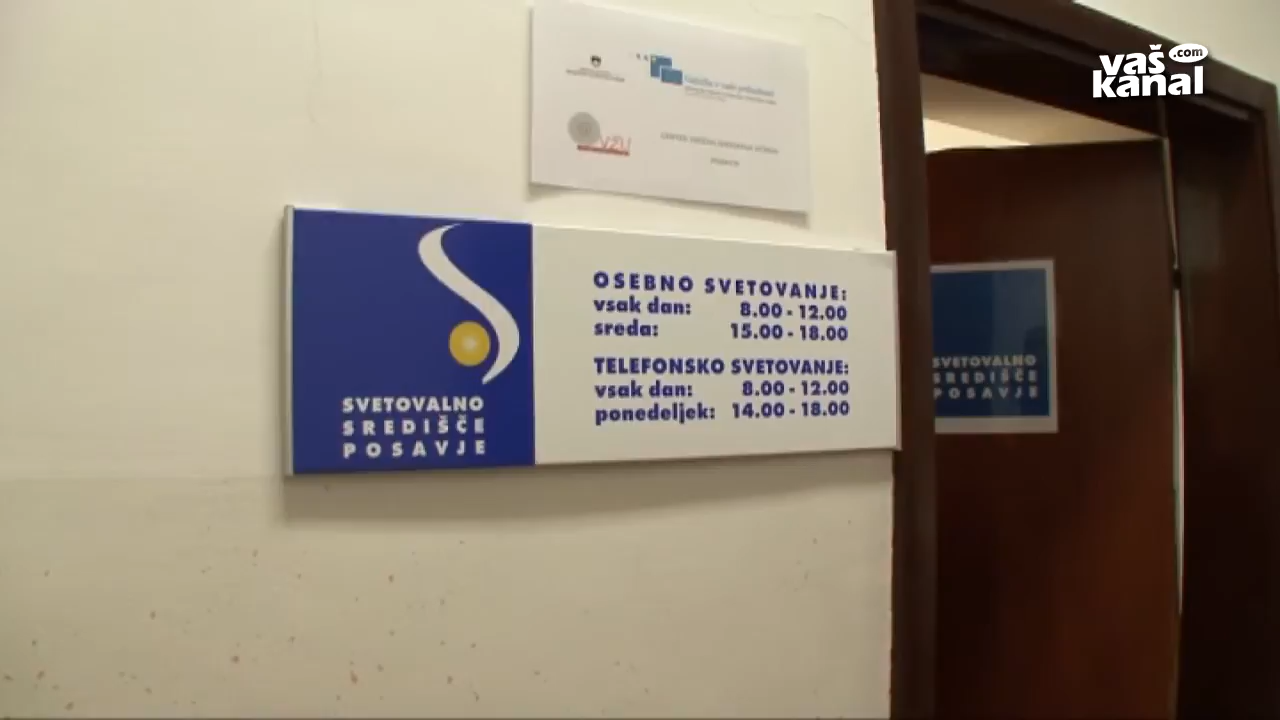 vaš
.com
kanal
VŽU
OSEBNO SVETOVANJE:
vsak dan: 8.00 - 12.00
sreda: 15.00 - 18.00
TELEFONSKO SVETOVANJE:
vsak dan: 8.00 - 12.00
ponedeljek: 14.00 - 18.00
SVETOVALNO
SREDIŠČE
POSAVJE
SVETOVALNO
SREDIŠČE
POSAVJE